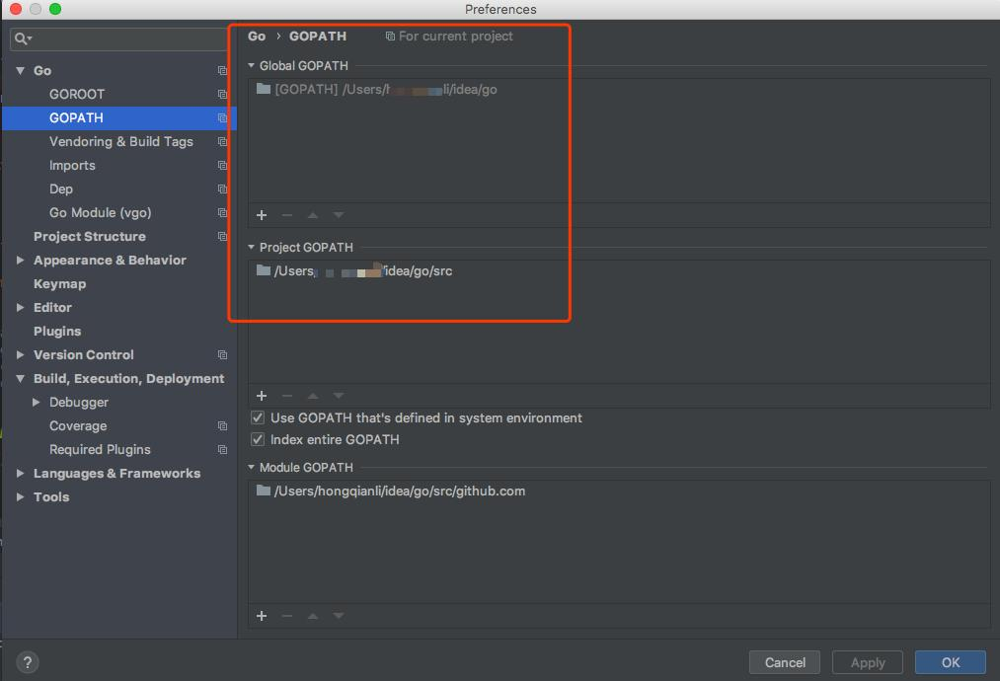 Preferences
Go › GOPATH For current project
Global GOPATH
[GOPATH] /Users/h li/idea/go
Project GOPATH
/Users, /idea/go/src
Use GOPATH that's defined in system environment
Index entire GOPATH
Module GOPATH
/Users/hongqianli/idea/go/src/github.com
Go
GOROOT
GOPATH
Vendoring & Build Tags
Imports
Dep
Go Module (vgo)
Project Structure
Appearance & Behavior
Keymap
Editor
Plugins
Version Control
Build, Execution, Deployment
Debugger
Coverage
Required Plugins
Languages & Frameworks
Tools
?
Cancel
Apply
OK